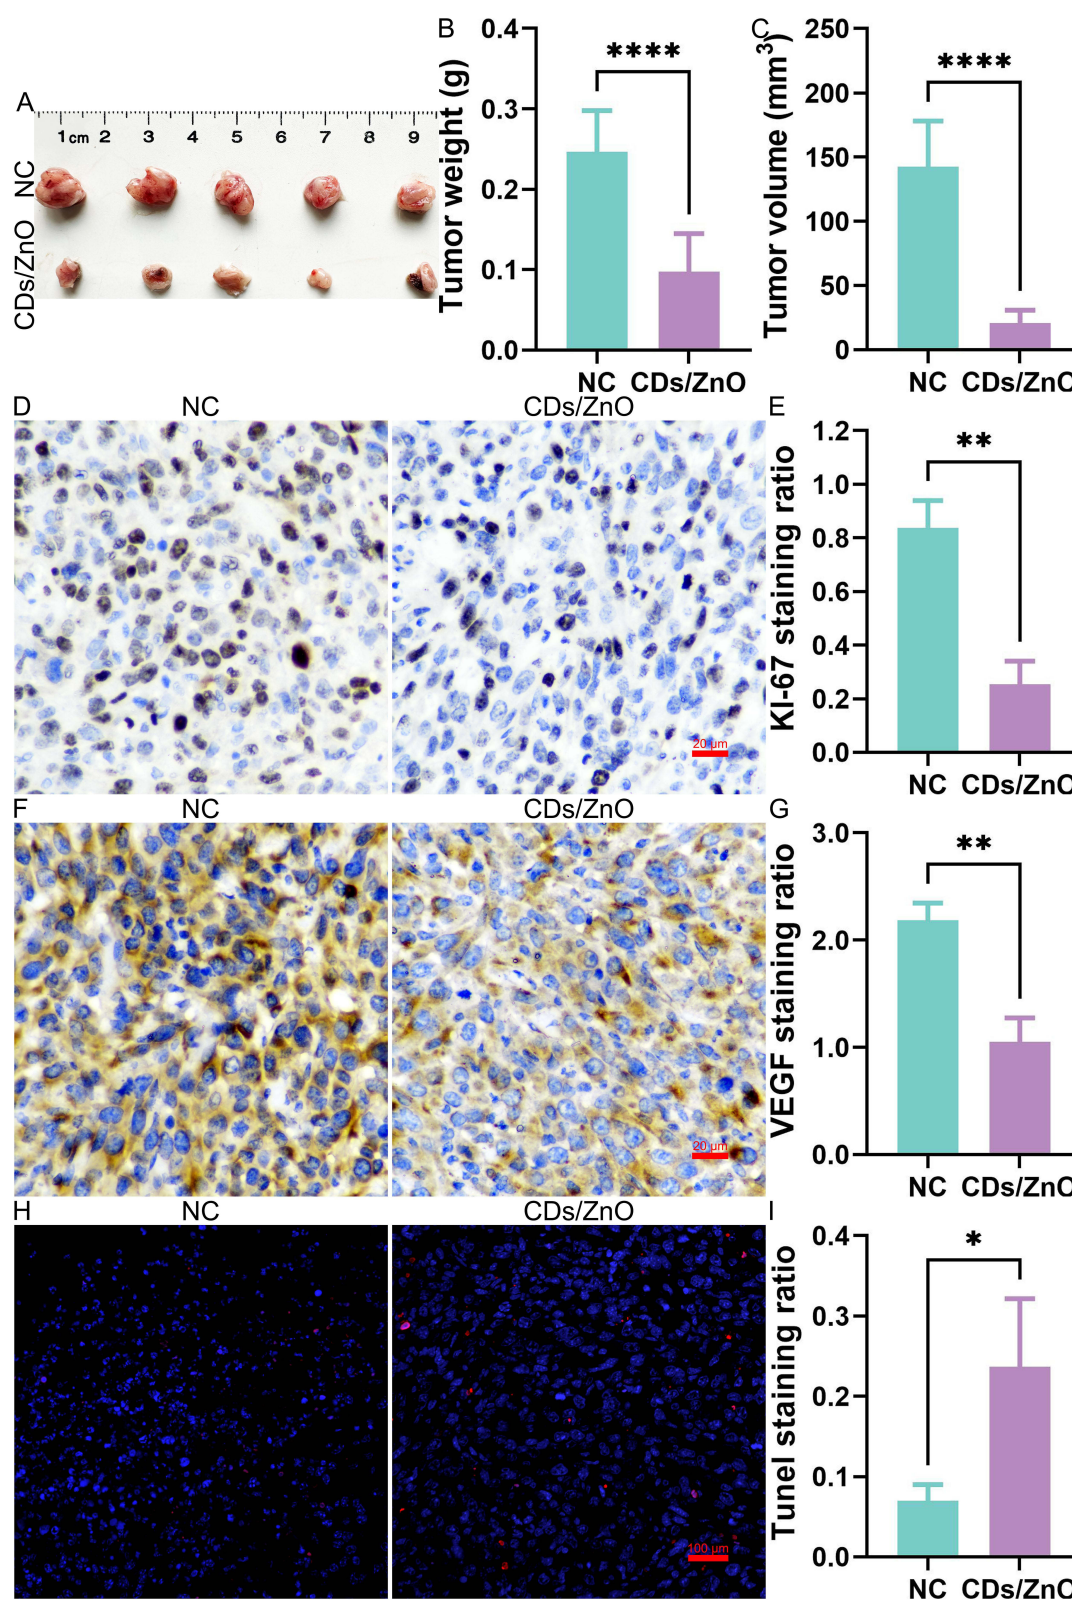 A
1 cm 2 3 4 5 6 7 8 9
NC
CDs/ZnO
B
Tumor weight (g)
0.4
0.3
0.2
0.1
0.0
****
NC CDs/ZnO
C
Tumor volume (mm³)
250
200
150
100
50
0
****
NC CDs/ZnO
D NC CDs/ZnO
20 μm
E
KI-67 staining ratio
1.2
1.0
0.8
0.6
0.4
0.2
0.0
**
NC CDs/ZnO
F NC CDs/ZnO
20 μm
G
VEGF staining ratio
3.0
2.0
1.0
0.0
**
NC CDs/ZnO
H NC CDs/ZnO
100 μm
I
Tunel staining ratio
0.4
0.3
0.2
0.1
0.0
*
NC CDs/ZnO